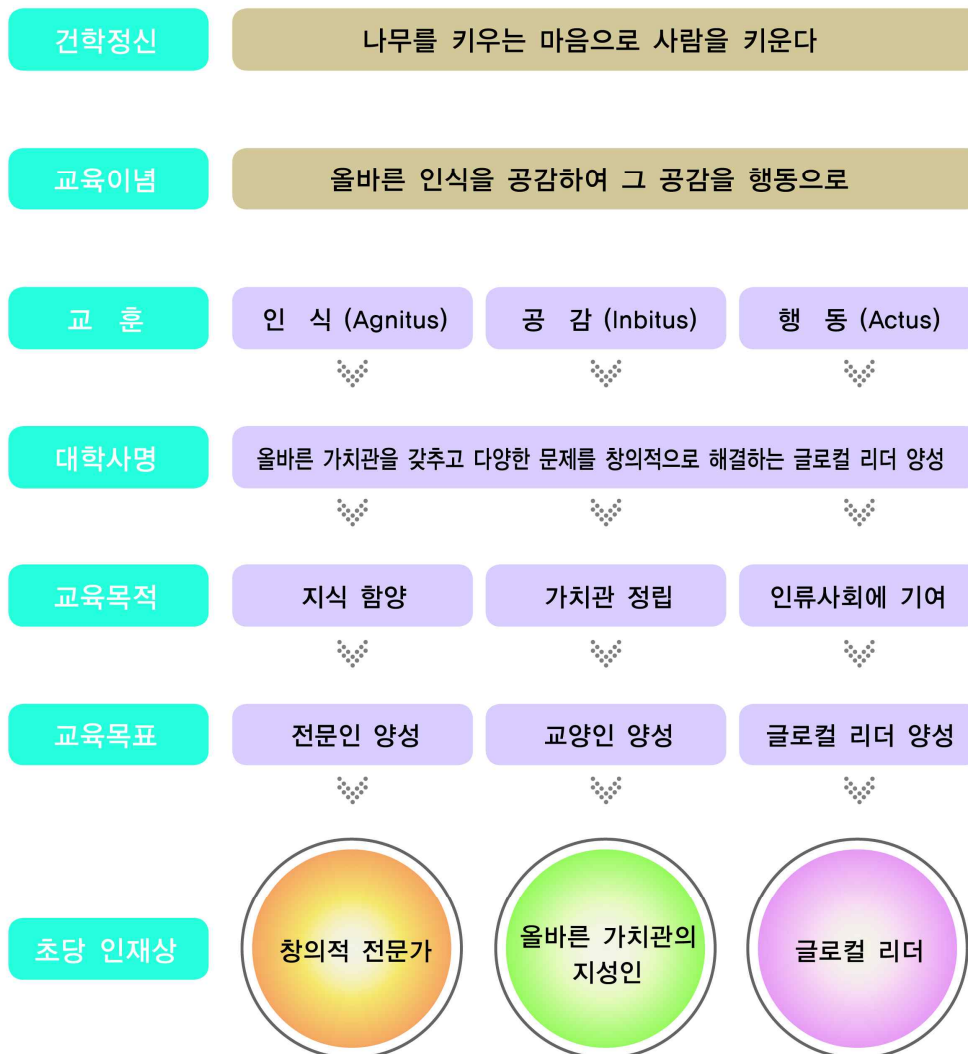 건학정신
나무를 키우는 마음으로 사람을 키운다
교육이념
올바른 인식을 공감하여 그 공감을 행동으로
교 훈
인 식 (Agnitus)
공 감 (Inbitus)
행 동 (Actus)
대학사명
올바른 가치관을 갖추고 다양한 문제를 창의적으로 해결하는 글로컬 리더 양성
교육목적
지식 함양
가치관 정립
인류사회에 기여
교육목표
전문인 양성
교양인 양성
글로컬 리더 양성
초당 인재상
창의적 전문가
올바른 가치관의
지성인
글로컬 리더